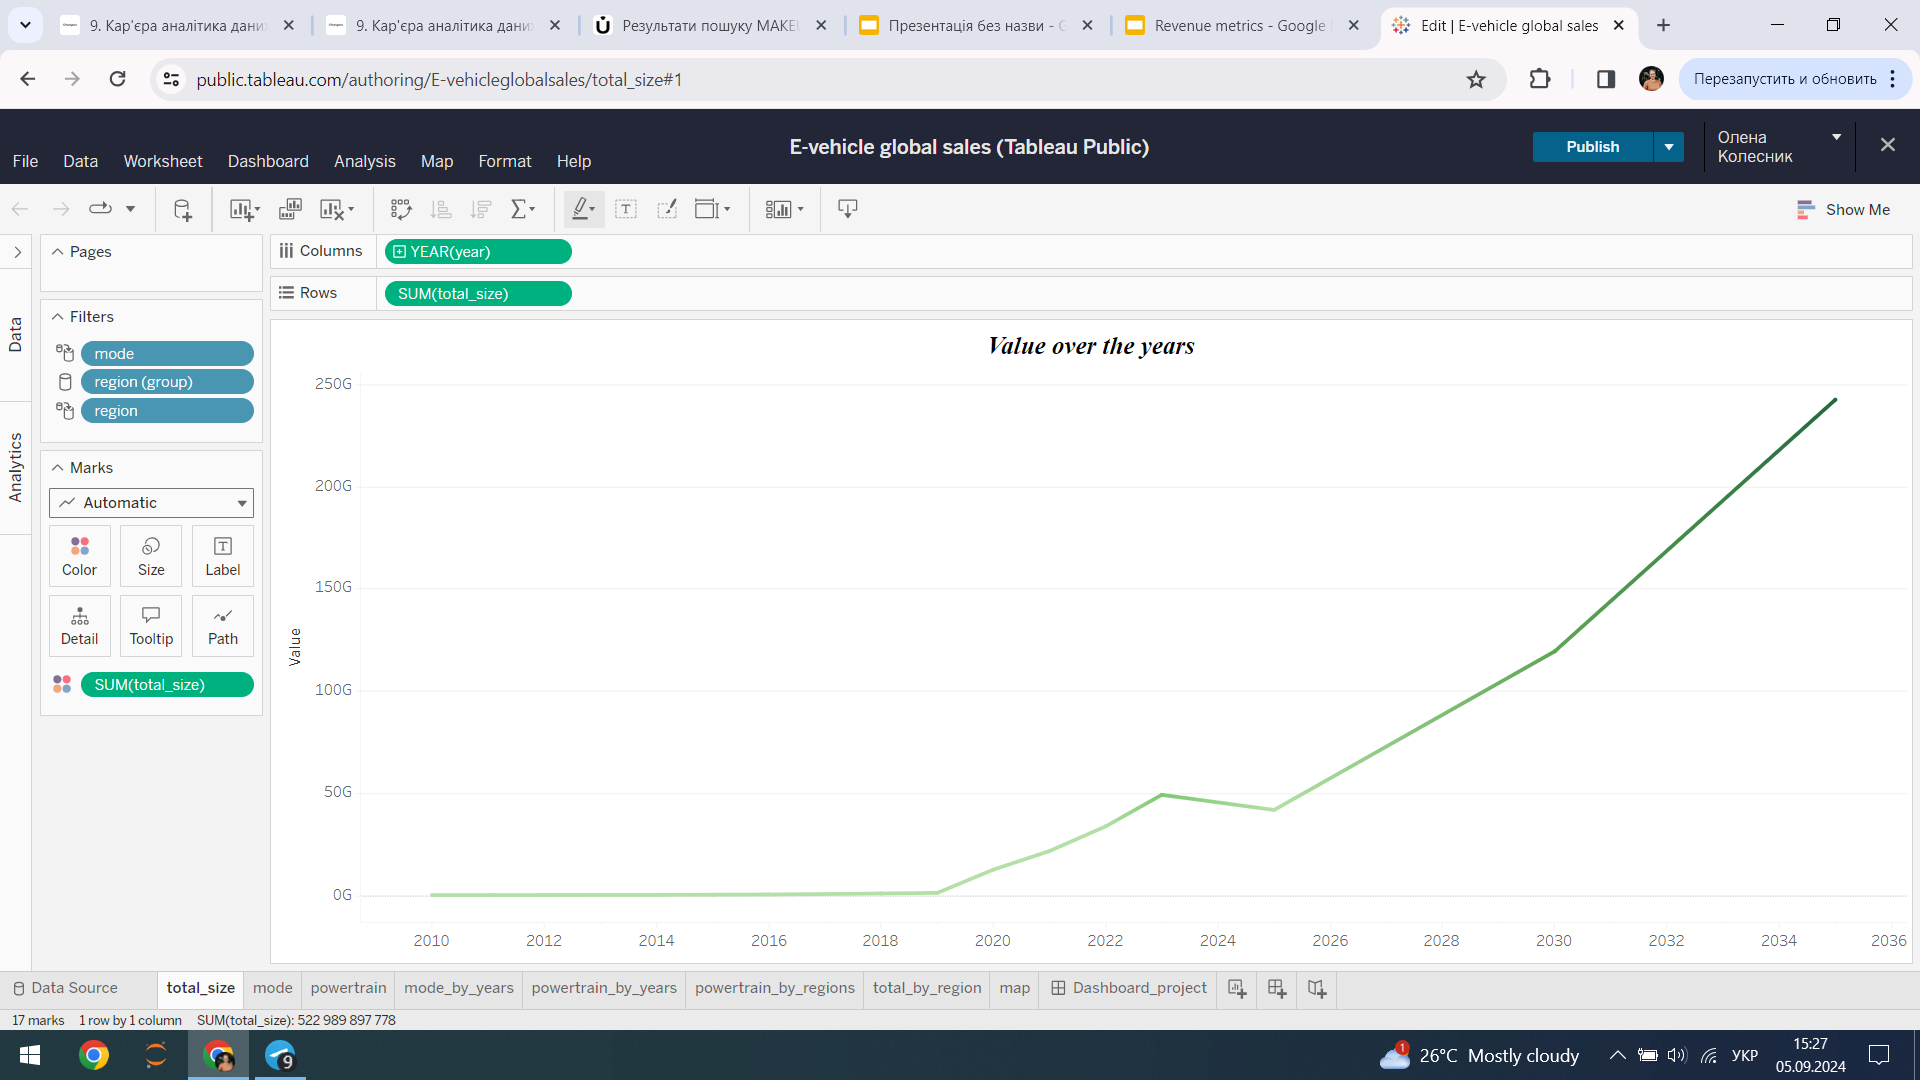 9. Кар'єра аналітика дани
9. Кар'єра аналітика дани
Результати пошуку MAKE
Презентація без назви - G
Revenue metrics - Google
Edit | E-vehicle global sales
public.tableau.com/authoring/E-vehicleglobalsales/total_size#1
Перезапустить и обновить
E-vehicle global sales (Tableau Public)
File Data Worksheet Dashboard Analysis Map Format Help
Publish
Олена
Колесник
Show Me
Pages
Columns
YEAR(year)
Rows
SUM(total_size)
Data
Analytics
Filters
mode
region (group)
region
Marks
Automatic
Color Size Label
Detail Tooltip Path
SUM(total_size)
Value over the years
Value
250G
200G
150G
100G
50G
0G
2010 2012 2014 2016 2018 2020 2022 2024 2026 2028 2030 2032 2034 2036
Data Source total_size mode powertrain mode_by_years powertrain_by_years powertrain_by_regions total_by_region map Dashboard_project
17 marks 1 row by 1 column SUM(total_size): 522 989 897 778
9
1
26°C Mostly cloudy
УКР
15:27
05.09.2024